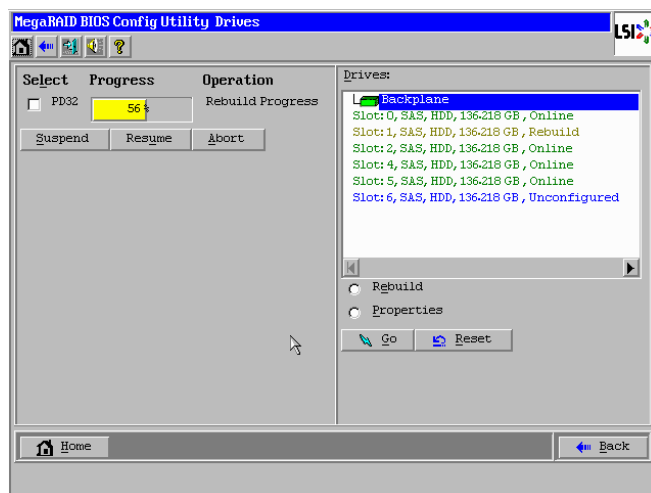 MegaRAID BIOS Config Utility Drives
LSI
Select Progress Operation
PD32 56 % Rebuild Progress
Suspend Resume Abort
Drives:
Backplane
Slot: 0, SAS, HDD, 136.218 GB , Online
Slot: 1, SAS, HDD, 136.218 GB , Rebuild
Slot: 2, SAS, HDD, 136.218 GB , Online
Slot: 4, SAS, HDD, 136.218 GB , Online
Slot: 5, SAS, HDD, 136.218 GB , Online
Slot: 6, SAS, HDD, 136.218 GB , Unconfigured
Rebuild
Properties
Go Reset
Home Back